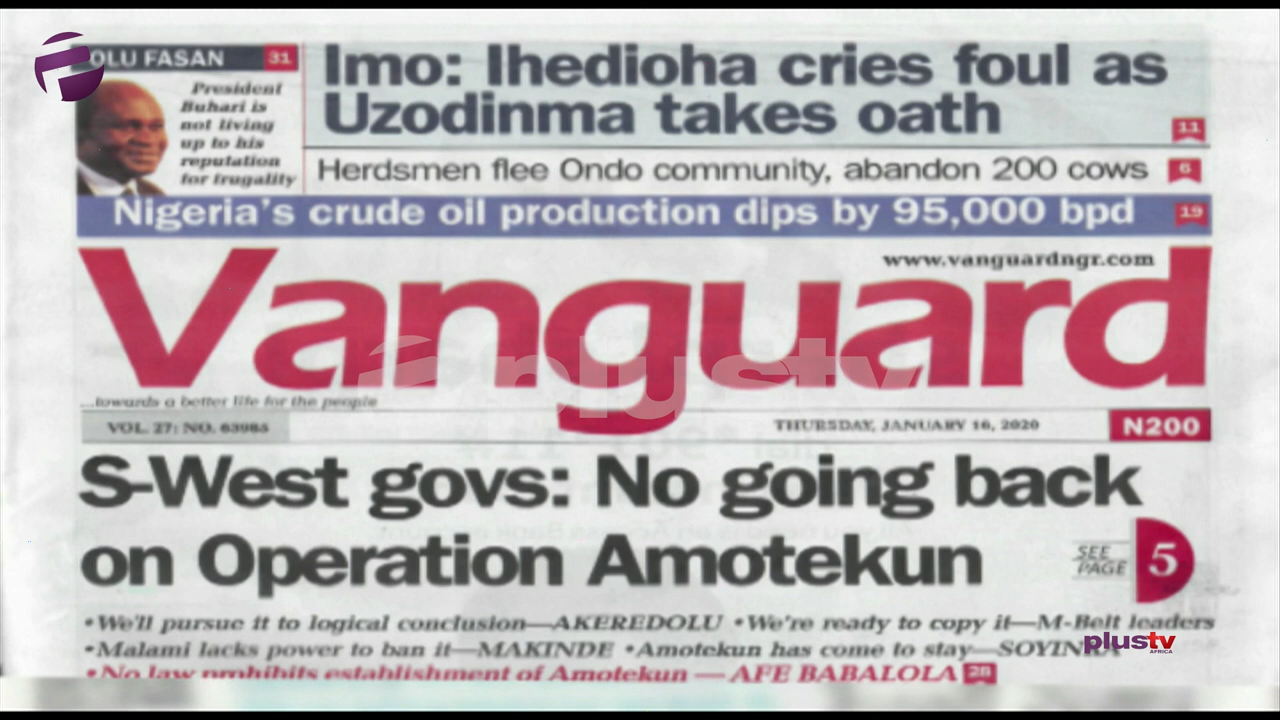 OLU FASAN 31
President
Buhari is
not living
up to his
reputation
for frugality
Imo: Ihedioha cries foul as
Uzodinma takes oath
11
Herdsmen flee Ondo community, abandon 200 cows 6
Nigeria's crude oil production dips by 95,000 bpd 19
www.vanguardngr.com
Vanguard
plustv
...towards a better life for the people
VOL. 27: NO. 63985
THURSDAY, JANUARY 16, 2020
N200
S-West govs: No going back
on Operation Amotekun
SEE
PAGE
5
•We'll pursue it to logical conclusion—AKEREDOLU •We're ready to copy it—M-Belt leaders
•Malami lacks power to ban it—MAKINDE •Amotekun has come to stay—SOYINKA
•No law prohibits establishment of Amotekun — AFE BABALOLA 28
plustv
AFRICA